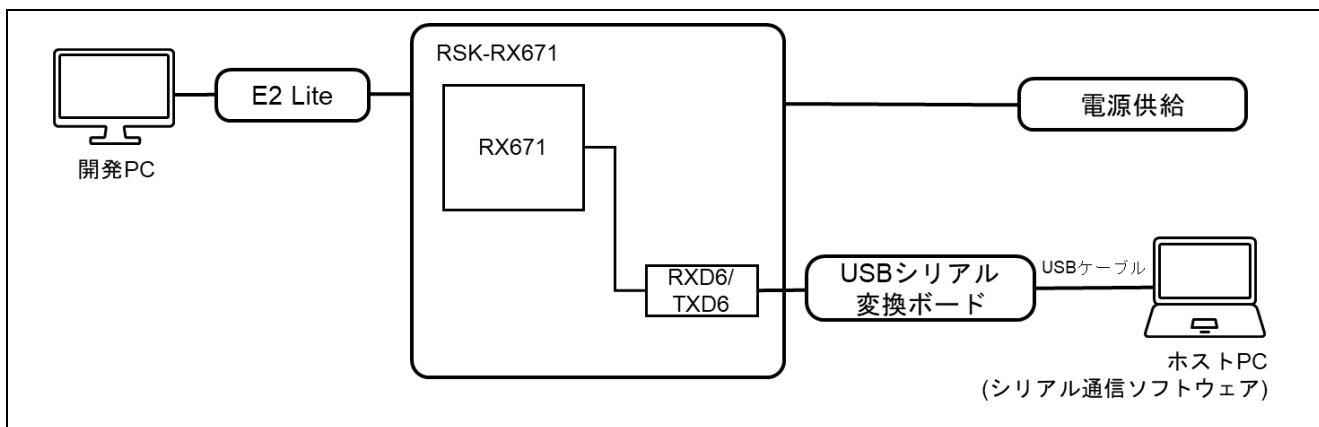 RSK-RX671
E2 Lite
電源供給
RX671
開発PC
RXD6/
TXD6
USBシリアル
変換ボード
USBケーブル
ホストPC
(シリアル通信ソフトウェア)